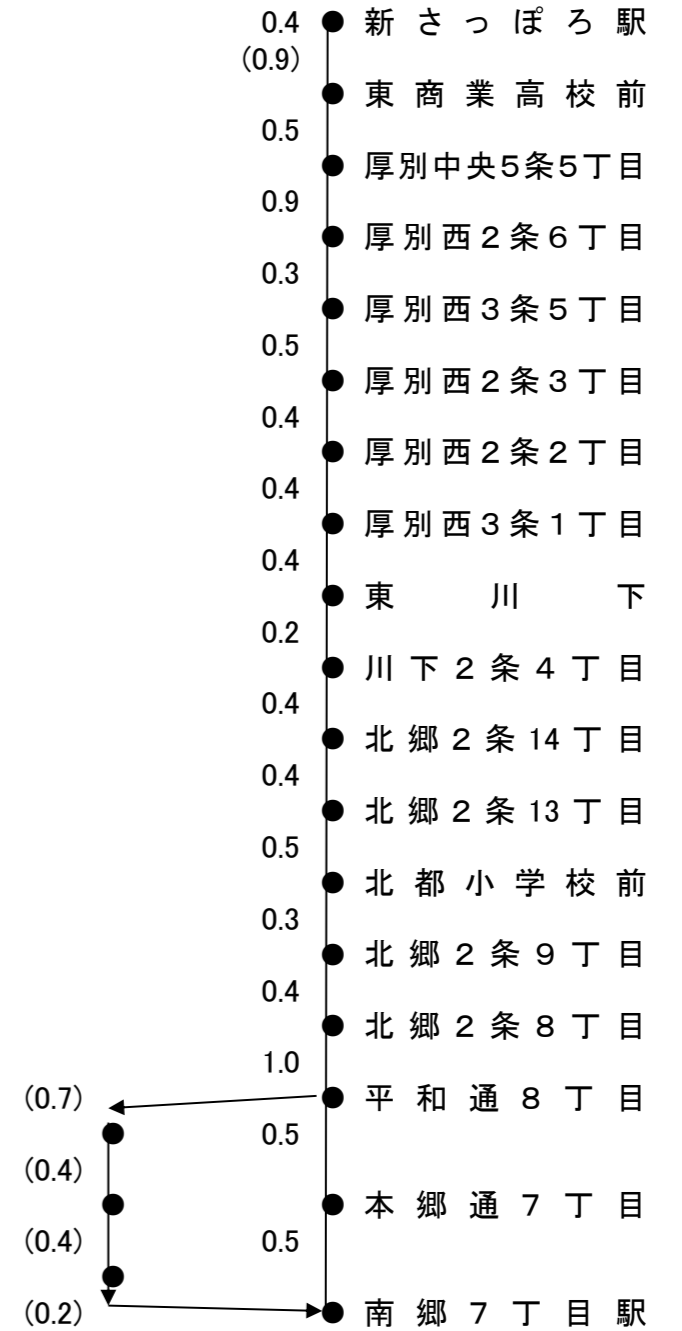 0.4 新さっぽろ駅
(0.9)
東商業高校前
0.5
厚別中央5条5丁目
0.9
厚別西2条6丁目
0.3
厚別西3条5丁目
0.5
厚別西2条3丁目
0.4
厚別西2条2丁目
0.4
厚別西3条1丁目
0.4
東川下
0.2
川下2条4丁目
0.4
北郷2条14丁目
0.4
北郷2条13丁目
0.5
北都小学校前
0.3
北郷2条9丁目
0.4
北郷2条8丁目
1.0
(0.7) 平和通8丁目
0.5
(0.4)
本郷通7丁目
(0.4) 0.5
(0.2) 南郷7丁目駅